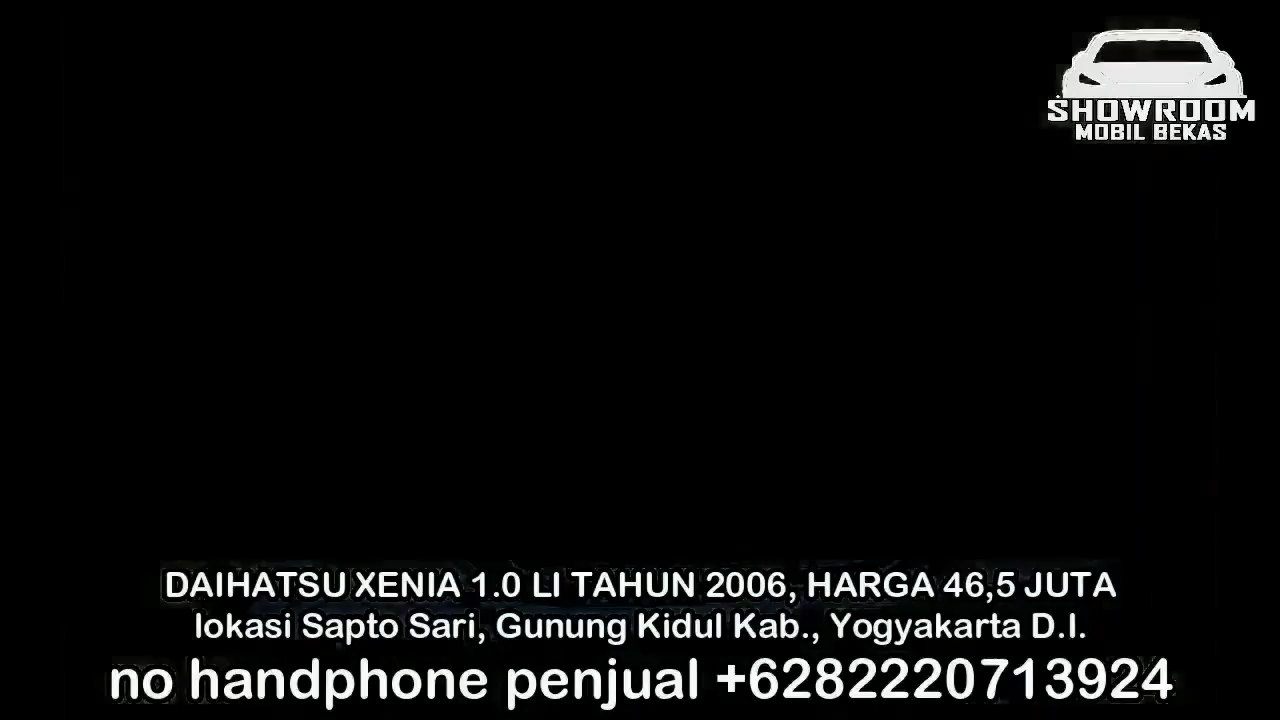 SHOWROOM
MOBIL BEKAS
DAIHATSU XENIA 1.0 LI TAHUN 2006, HARGA 46,5 JUTA
lokasi Sapto Sari, Gunung Kidul Kab., Yogyakarta D.I.
no handphone penjual +6282220713924